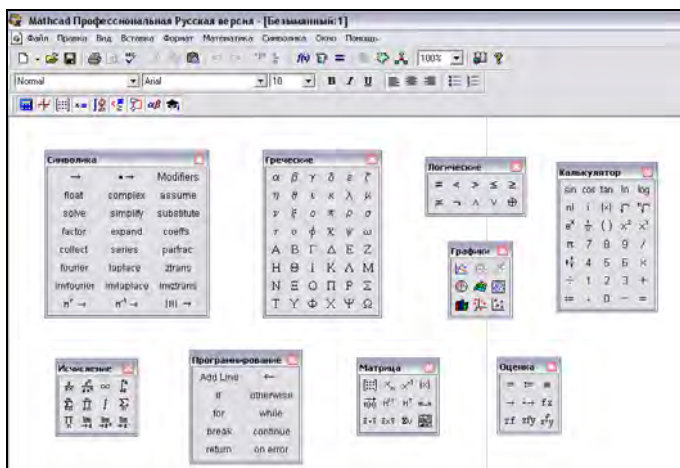 Mathcad Профессиональная Русская версия - [Безымянный:1]
Файл Правка Вид Вставка Формат Математика Символика Окно Помощь
100%
Normal Arial 10 B I U
Символика
→ ▪→ Modifiers
float complex assume
solve simplify substitute
factor expand coeffs
collect series parfrac
fourier laplace ztrans
invfourier invlaplace invztrans
Греческие
α β γ δ ε ζ
η θ ι κ λ μ
ν ξ ο π ρ σ
τ υ φ χ ψ ω
Α Β Γ Δ Ε Ζ
Η Θ Ι Κ Λ Μ
Ν Ξ Ο Π Ρ Σ
Τ Υ Φ Χ Ψ Ω
Логические
= < > ≤ ≥
≠ ¬ ∧ ∨ ⊕
Графики
Калькулятор
sin cos tan ln log
n! i |×|
( )
π 7 8 9 /
4 5 6 ×
÷ 1 2 3 +
:= . 0 − =
Исчисление
Программирование
Add Line ←
if otherwise
for while
break continue
return on error
Матрица
Оценка
= := ≡
→ fx
xf xfy